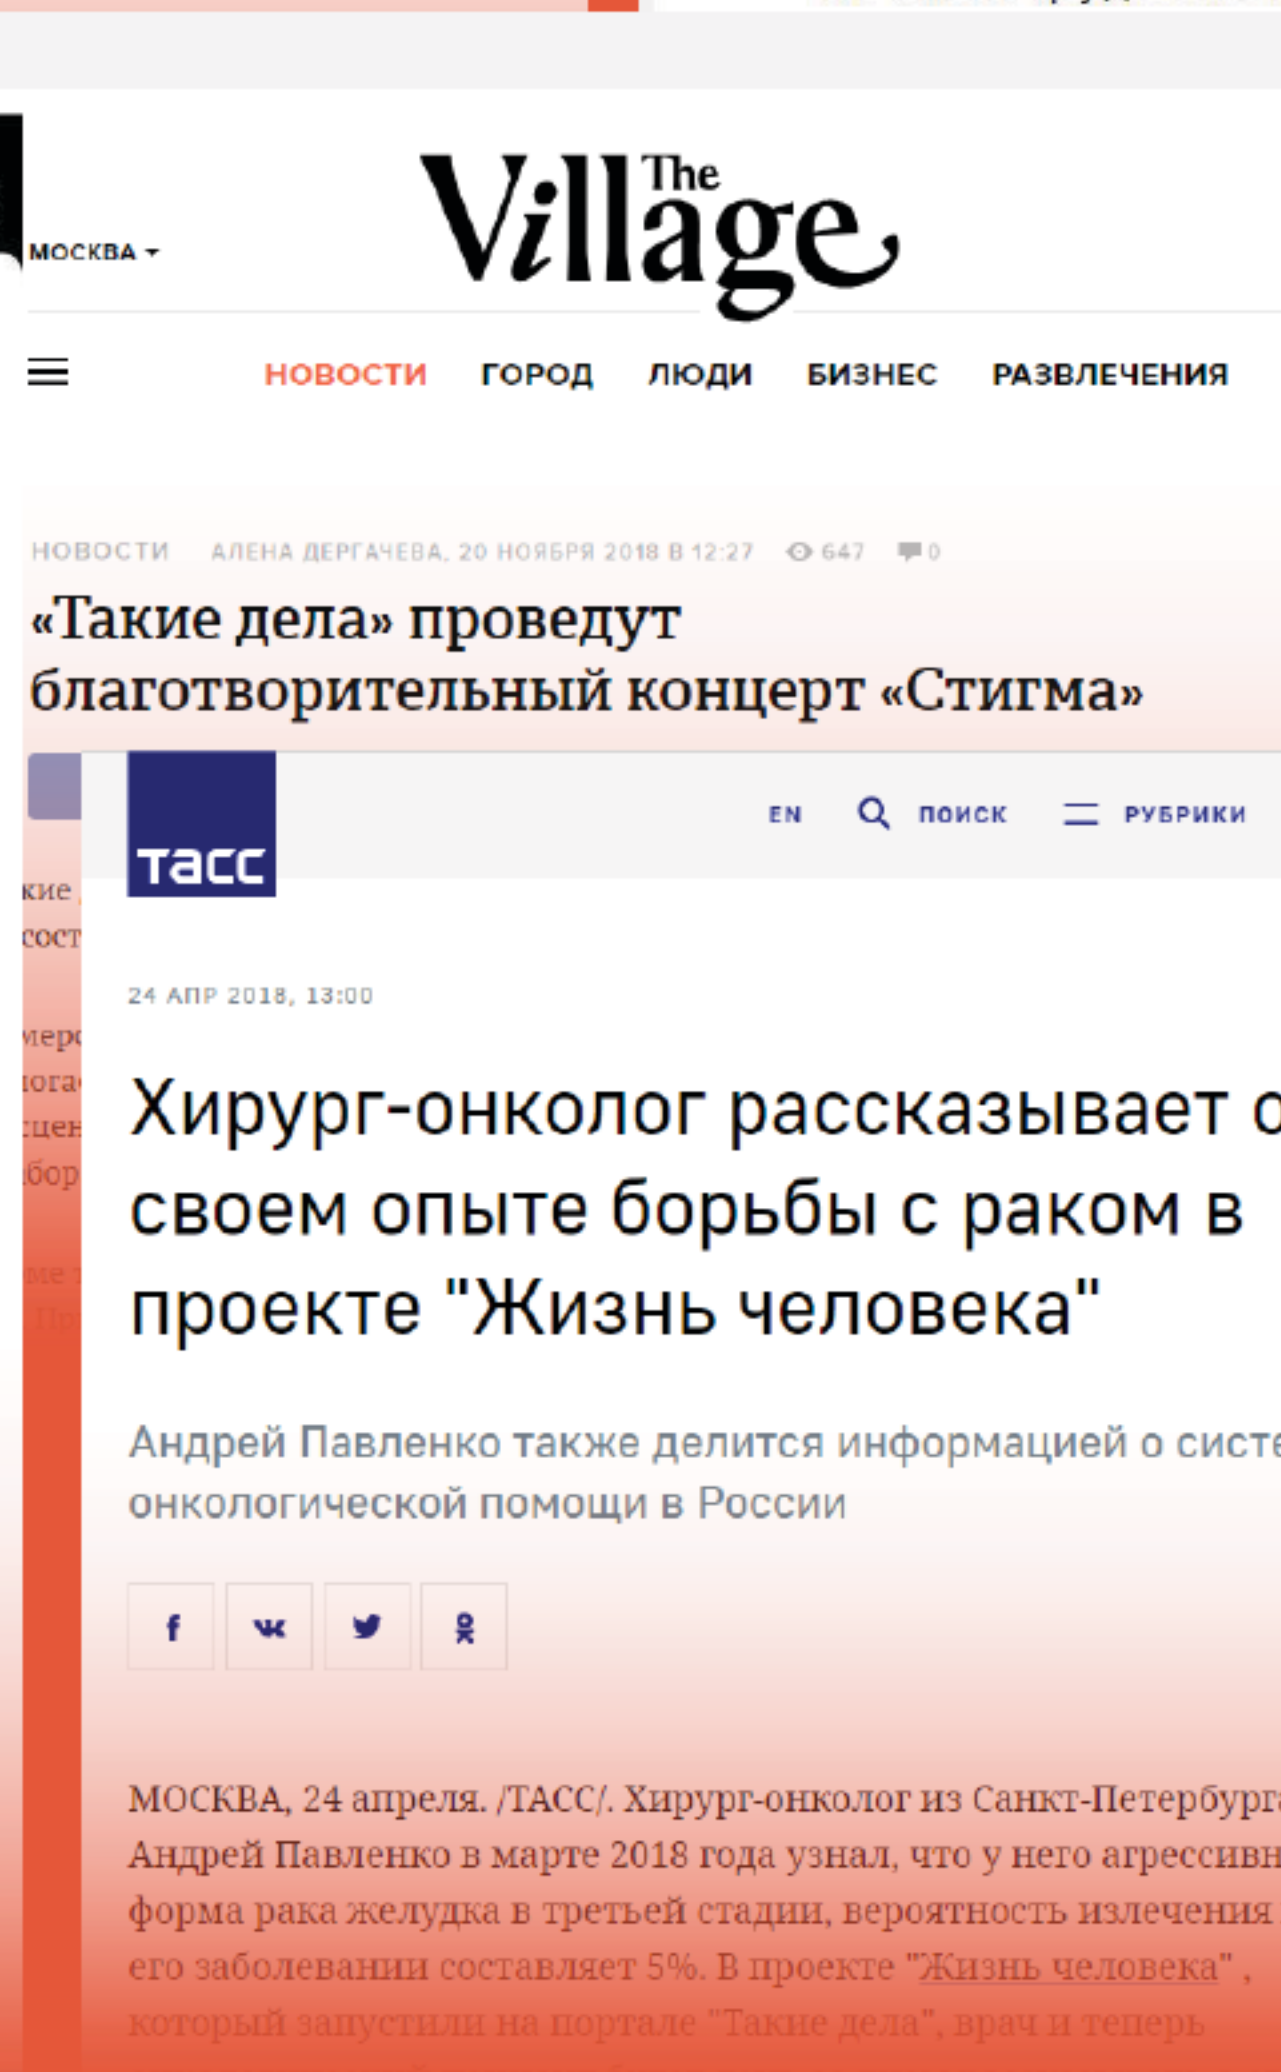 The Village
МОСКВА
НОВОСТИ ГОРОД ЛЮДИ БИЗНЕС РАЗВЛЕЧЕНИЯ
НОВОСТИ АЛЕНА ДЕРГАЧЕВА, 20 НОЯБРЯ 2018 В 12:27 647 0
«Такие дела» проведут
благотворительный концерт «Стигма»
ТАСС
EN ПОИСК РУБРИКИ
кие
сост
24 АПР 2018, 13:00
Хирург-онколог рассказывает о
своем опыте борьбы с раком в
проекте "Жизнь человека"
Андрей Павленко также делится информацией о систе
онкологической помощи в России
МОСКВА, 24 апреля. /ТАСС/. Хирург-онколог из Санкт-Петербурга
Андрей Павленко в марте 2018 года узнал, что у него агрессивн
форма рака желудка в третьей стадии, вероятность излечения
его заболевании составляет 5%. В проекте "Жизнь человека" ,
который запустили на портале "Такие дела", врач и теперь